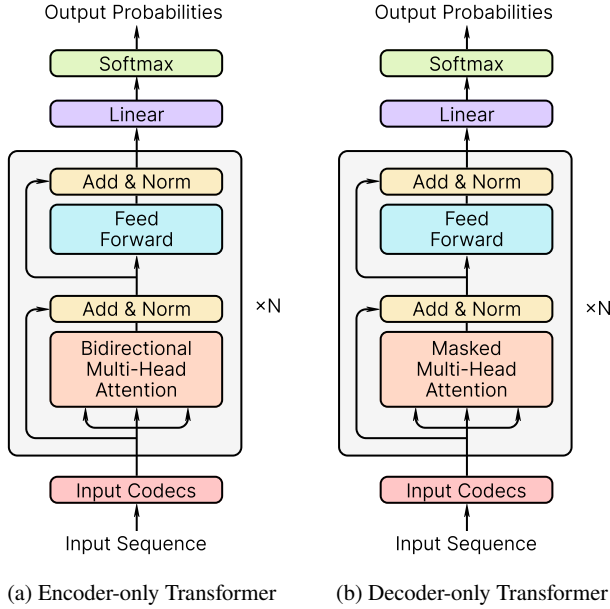 Output Probabilities
Softmax
Linear
Add & Norm
Feed
Forward
Add & Norm
Bidirectional
Multi-Head
Attention
×N
Input Codecs
Input Sequence
(a) Encoder-only Transformer
Output Probabilities
Softmax
Linear
Add & Norm
Feed
Forward
Add & Norm
Masked
Multi-Head
Attention
×N
Input Codecs
Input Sequence
(b) Decoder-only Transformer